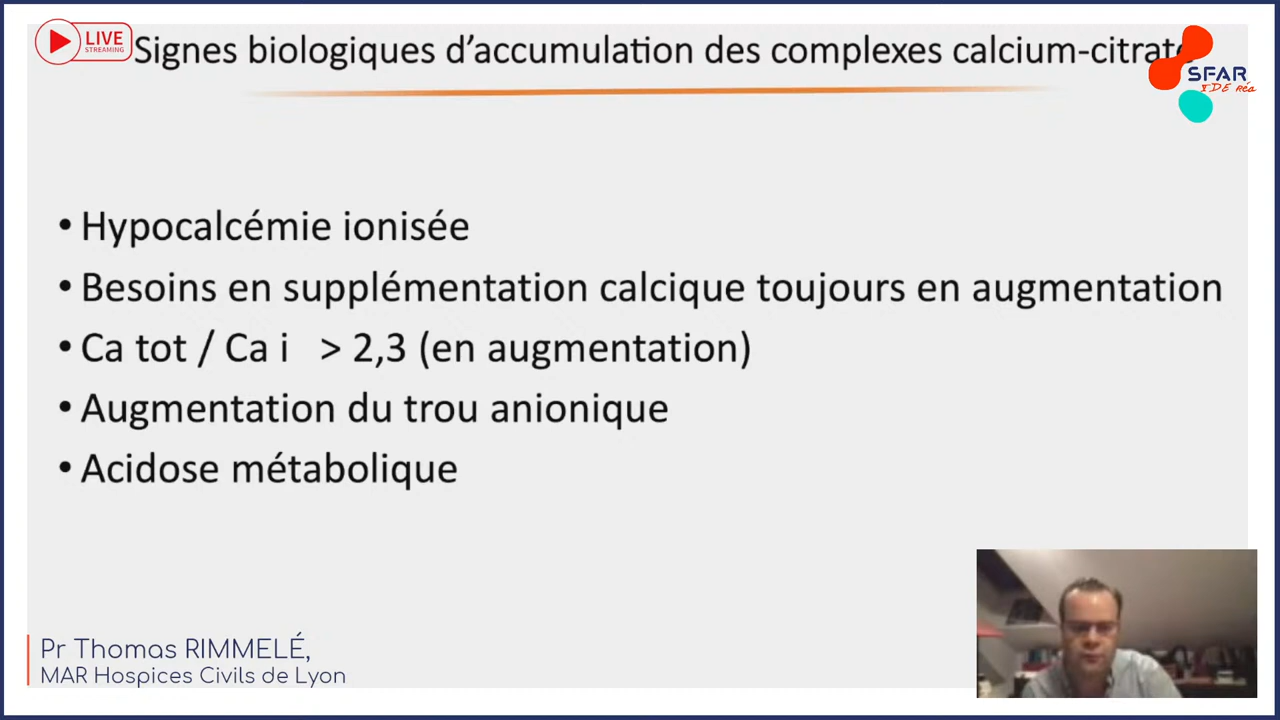 LIVE
STREAMING
Signes biologiques d'accumulation des complexes calcium-citrate
SFAR
IDE Réa
• Hypocalcémie ionisée
• Besoins en supplémentation calcique toujours en augmentation
• Ca tot / Ca i > 2,3 (en augmentation)
• Augmentation du trou anionique
• Acidose métabolique
Pr Thomas RIMMELÉ,
MAR Hospices Civils de Lyon